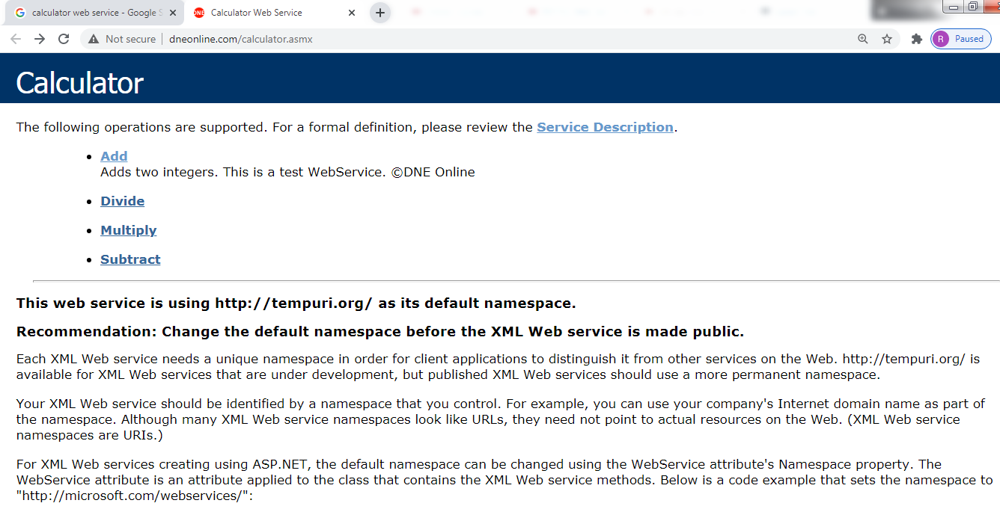 calculator web service - Google S
DNE Calculator Web Service
Not secure dneonline.com/calculator.asmx R Paused
Calculator
The following operations are supported. For a formal definition, please review the Service Description.
Add
Adds two integers. This is a test WebService. ©DNE Online
Divide
Multiply
Subtract
This web service is using http://tempuri.org/ as its default namespace.
Recommendation: Change the default namespace before the XML Web service is made public.
Each XML Web service needs a unique namespace in order for client applications to distinguish it from other services on the Web. http://tempuri.org/ is
available for XML Web services that are under development, but published XML Web services should use a more permanent namespace.
Your XML Web service should be identified by a namespace that you control. For example, you can use your company's Internet domain name as part of
the namespace. Although many XML Web service namespaces look like URLs, they need not point to actual resources on the Web. (XML Web service
namespaces are URIs.)
For XML Web services creating using ASP.NET, the default namespace can be changed using the WebService attribute's Namespace property. The
WebService attribute is an attribute applied to the class that contains the XML Web service methods. Below is a code example that sets the namespace to
"http://microsoft.com/webservices/":